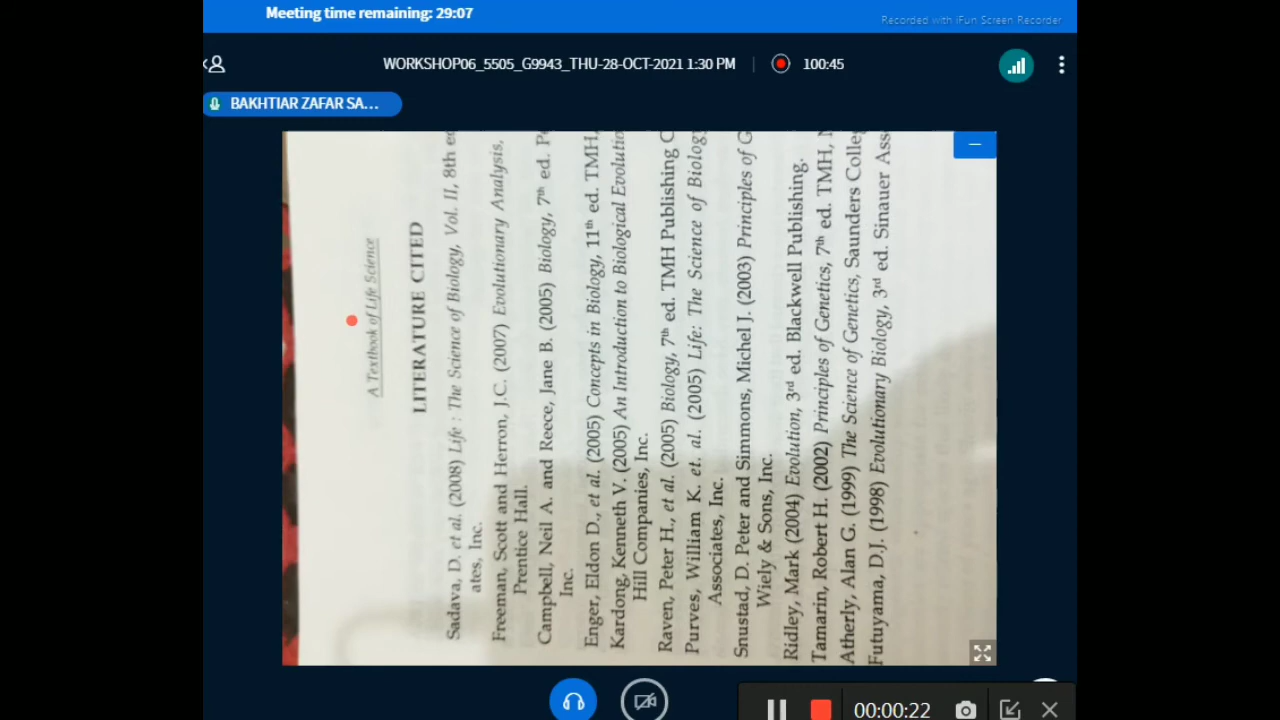 Meeting time remaining: 29:07
Recorded with iFun Screen Recorder
WORKSHOP06_5505_G9943_THU-28-OCT-2021 1:30 PM
100:45
BAKHTIAR ZAFAR SA...
A Textbook of Life Science
LITERATURE CITED
Sadava, D. et al. (2008) Life : The Science of Biology, Vol. II, 8th
ates, Inc.
Freeman, Scott and Herron, J.C. (2007) Evolutionary Analysis,
Prentice Hall.
Campbell, Neil A. and Reece, Jane B. (2005) Biology, 7th ed.
Inc.
Enger, Eldon D., et al. (2005) Concepts in Biology, 11th ed. TMH,
Kardong, Kenneth V. (2005) An Introduction to Biological
Hill Companies, Inc.
Raven, Peter H., et al. (2005) Biology, 7th ed. TMH Publishing
Purves, William K. et. al. (2005) Life: The Science of Biology
Associates, Inc.
Snustad, D. Peter and Simmons, Michel J. (2003) Principles of
Wiely & Sons, Inc.
Ridley, Mark (2004) Evolution, 3rd ed. Blackwell Publishing.
Tamarin, Robert H. (2002) Principles of Genetics, 7th ed. TMH,
Atherly, Alan G. (1999) The Science of Genetics, Saunders
Futuyama, D.J. (1998) Evolutionary Biology, 3rd ed. Sinauer
00:00:22